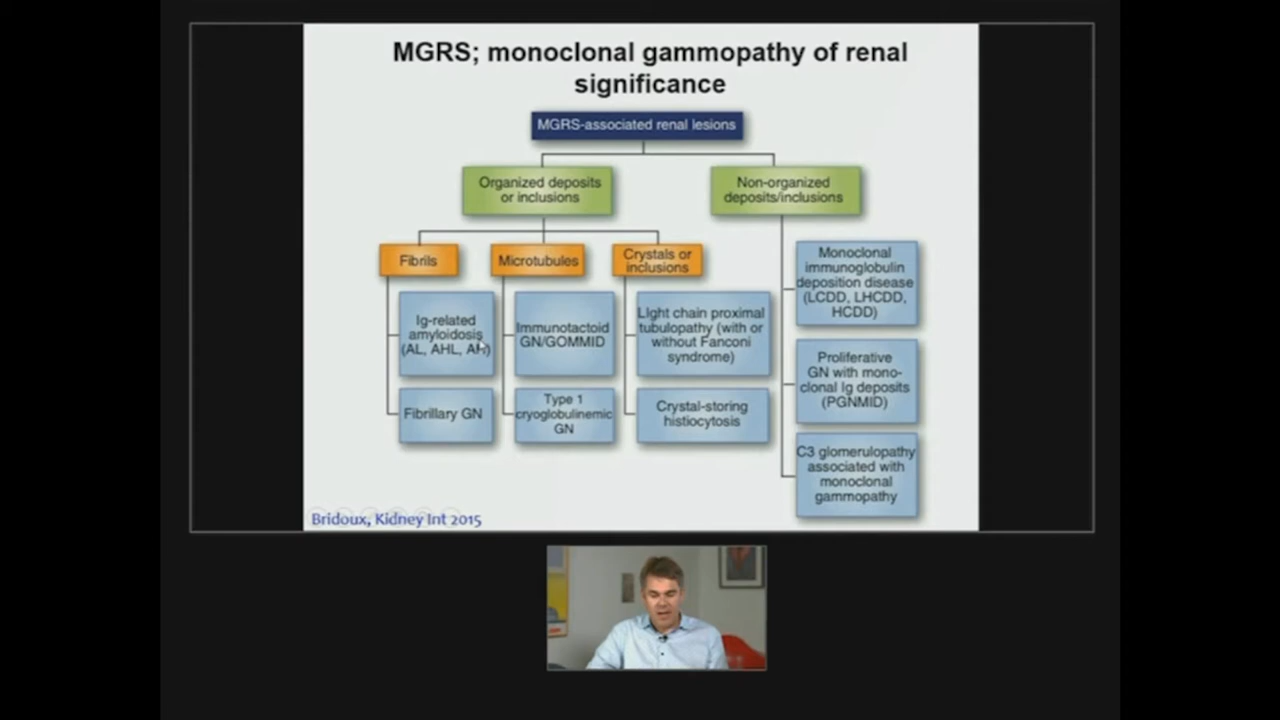 MGRS; monoclonal gammopathy of renal
significance
MGRS-associated renal lesions
Organized deposits
or inclusions
Non-organized
deposits/inclusions
Fibrils
Microtubules
Crystals or
inclusions
Ig-related
amyloidosis
(AL, AHL, AH)
Fibrillary GN
Immunotactoid
GN/GOMMID
Type 1
cryoglobulinemic
GN
LIght chain proximal
tubulopathy (with or
without Fanconi
syndrome)
Crystal-storing
histiocytosis
Monoclonal
immunoglobulin
deposition disease
(LCDD, LHCDD,
HCDD)
Proliferative
GN with mono-
clonal Ig deposits
(PGNMID)
C3 glomerulopathy
associated with
monoclonal
gammopathy
Bridoux, Kidney Int 2015